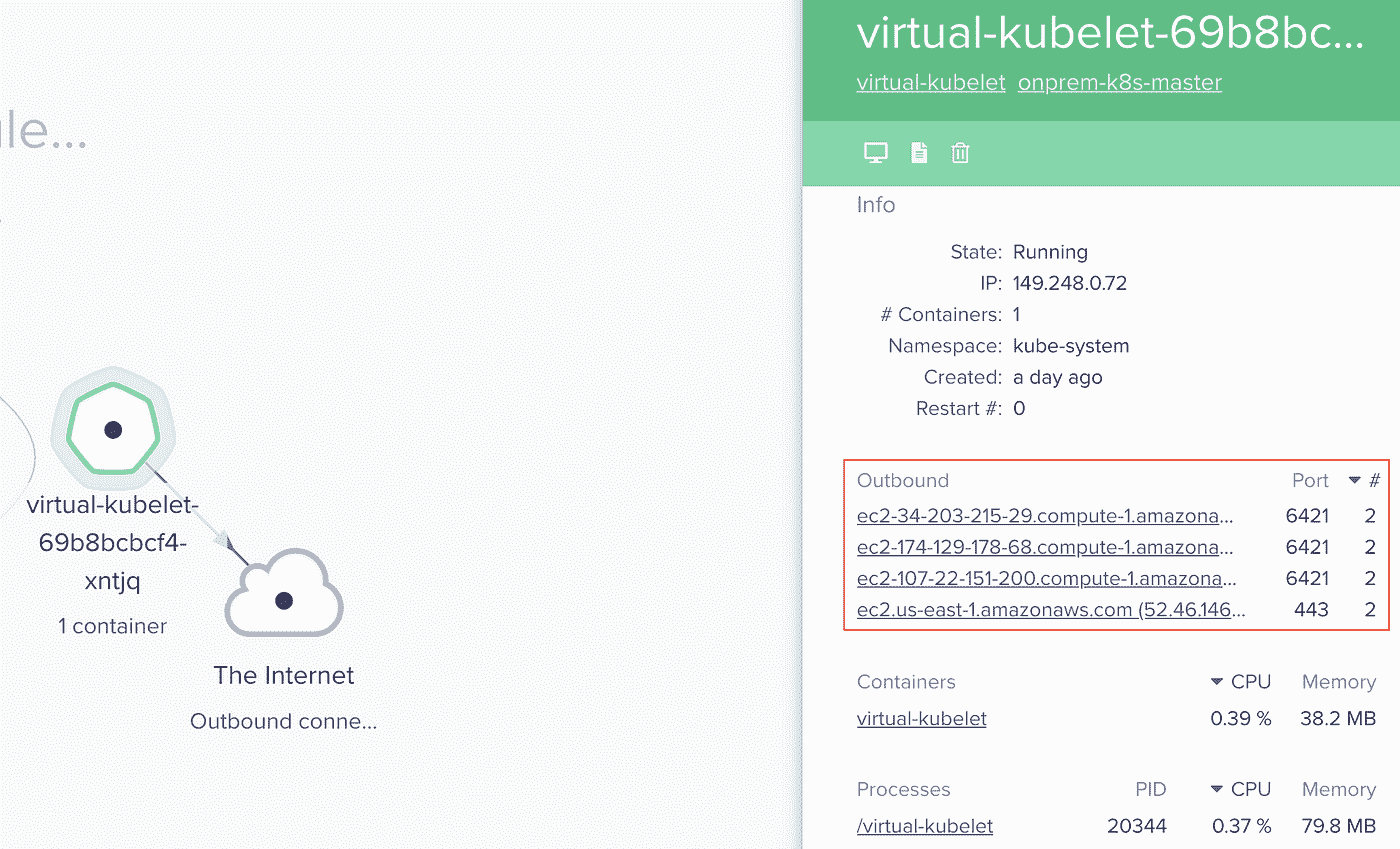 le...
virtual-kubelet-
69b8bcbcf4-
xntjq
1 container
The Internet
Outbound conne...
virtual-kubelet-69b8bc...
virtual-kubelet onprem-k8s-master
Info
State: Running
IP: 149.248.0.72
# Containers: 1
Namespace: kube-system
Created: a day ago
Restart #: 0
Outbound Port #
ec2-34-203-215-29.compute-1.amazona... 6421 2
ec2-174-129-178-68.compute-1.amazona... 6421 2
ec2-107-22-151-200.compute-1.amazona... 6421 2
ec2.us-east-1.amazonaws.com (52.46.146... 443 2
Containers CPU Memory
virtual-kubelet 0.39 % 38.2 MB
Processes PID CPU Memory
/virtual-kubelet 20344 0.37 % 79.8 MB